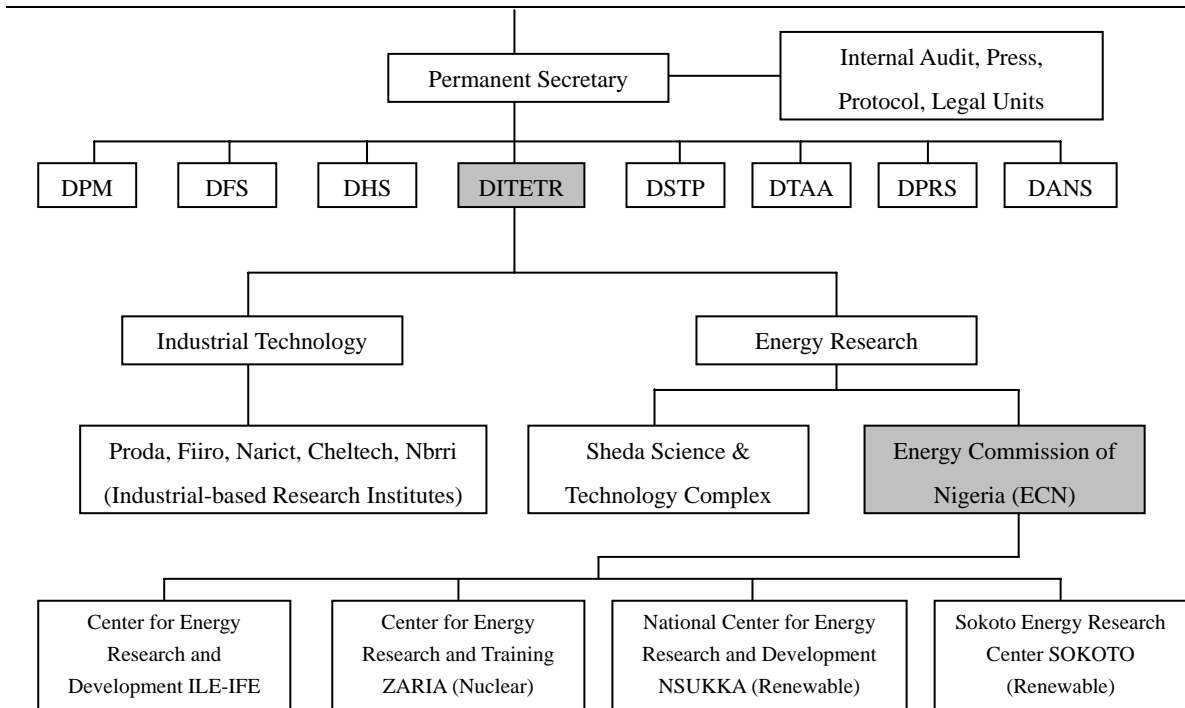 Permanent Secretary
Internal Audit, Press,
Protocol, Legal Units
DPM
DFS
DHS
DITETR
DSTP
DTAA
DPRS
DANS
Industrial Technology
Energy Research
Proda, Fiiro, Narict, Cheltech, Nbrri
(Industrial-based Research Institutes)
Sheda Science &
Technology Complex
Energy Commission of
Nigeria (ECN)
Center for Energy
Research and
Development ILE-IFE
Center for Energy
Research and Training
ZARIA (Nuclear)
National Center for Energy
Research and Development
NSUKKA (Renewable)
Sokoto Energy Research
Center SOKOTO
(Renewable)